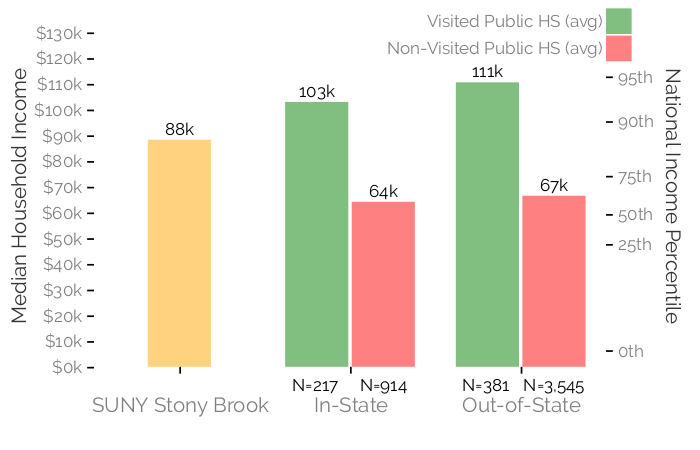 Visited Public HS (avg)
Non-Visited Public HS (avg)
Median Household Income
$130k
$120k
$110k
$100k
$90k
$80k
$70k
$60k
$50k
$40k
$30k
$20k
$10k
$0k
88k
103k
64k
111k
67k
95th
90th
75th
50th
25th
0th
National Income Percentile
N=217 N=914 N=381 N=3,545
SUNY Stony Brook In-State Out-of-State